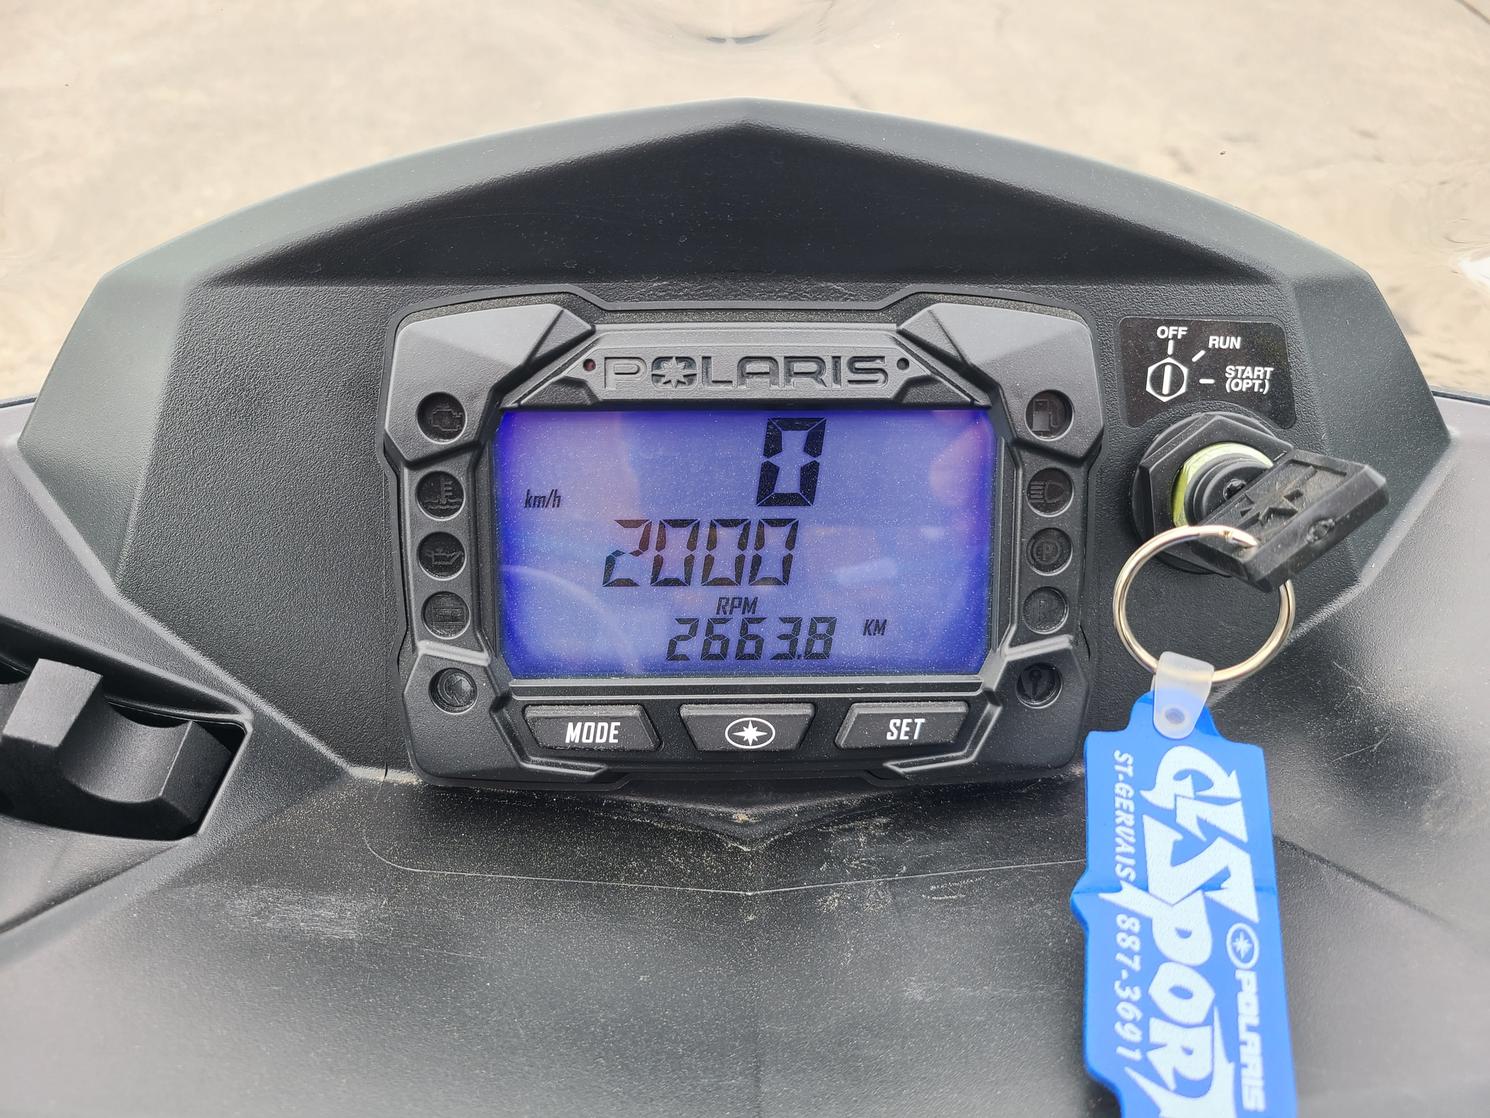 POLARIS
0
km/h
2000
RPM
2663.8 KM
MODE
SET
OFF
RUN
START
(OPT.)
GLSPORT
ST-GERVAIS 887-3691
POLARIS